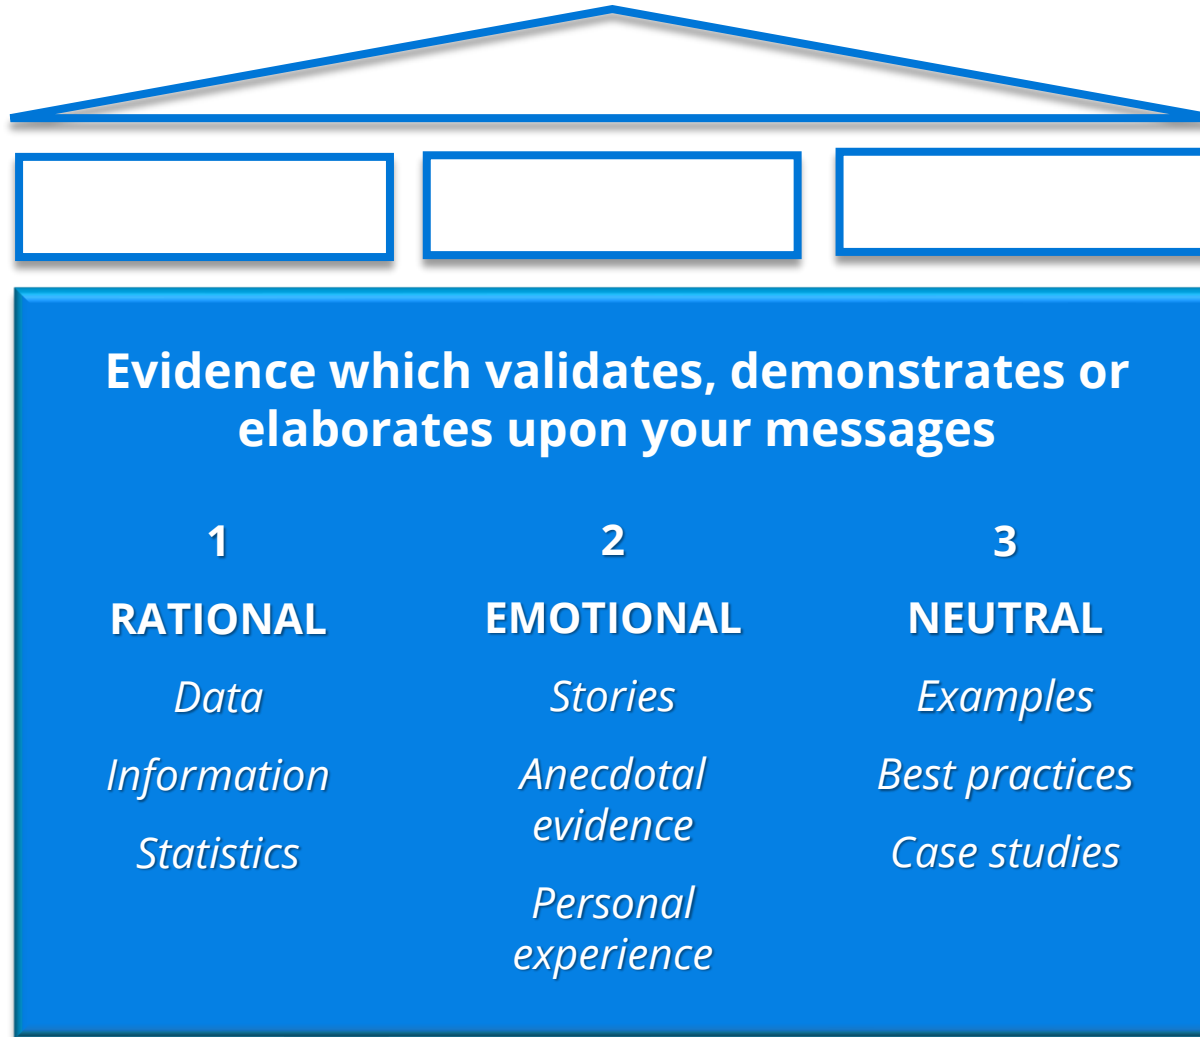 Evidence which validates, demonstrates or
elaborates upon your messages
1
RATIONAL
Data
Information
Statistics
2
EMOTIONAL
Stories
Anecdotal
evidence
Personal
experience
3
NEUTRAL
Examples
Best practices
Case studies